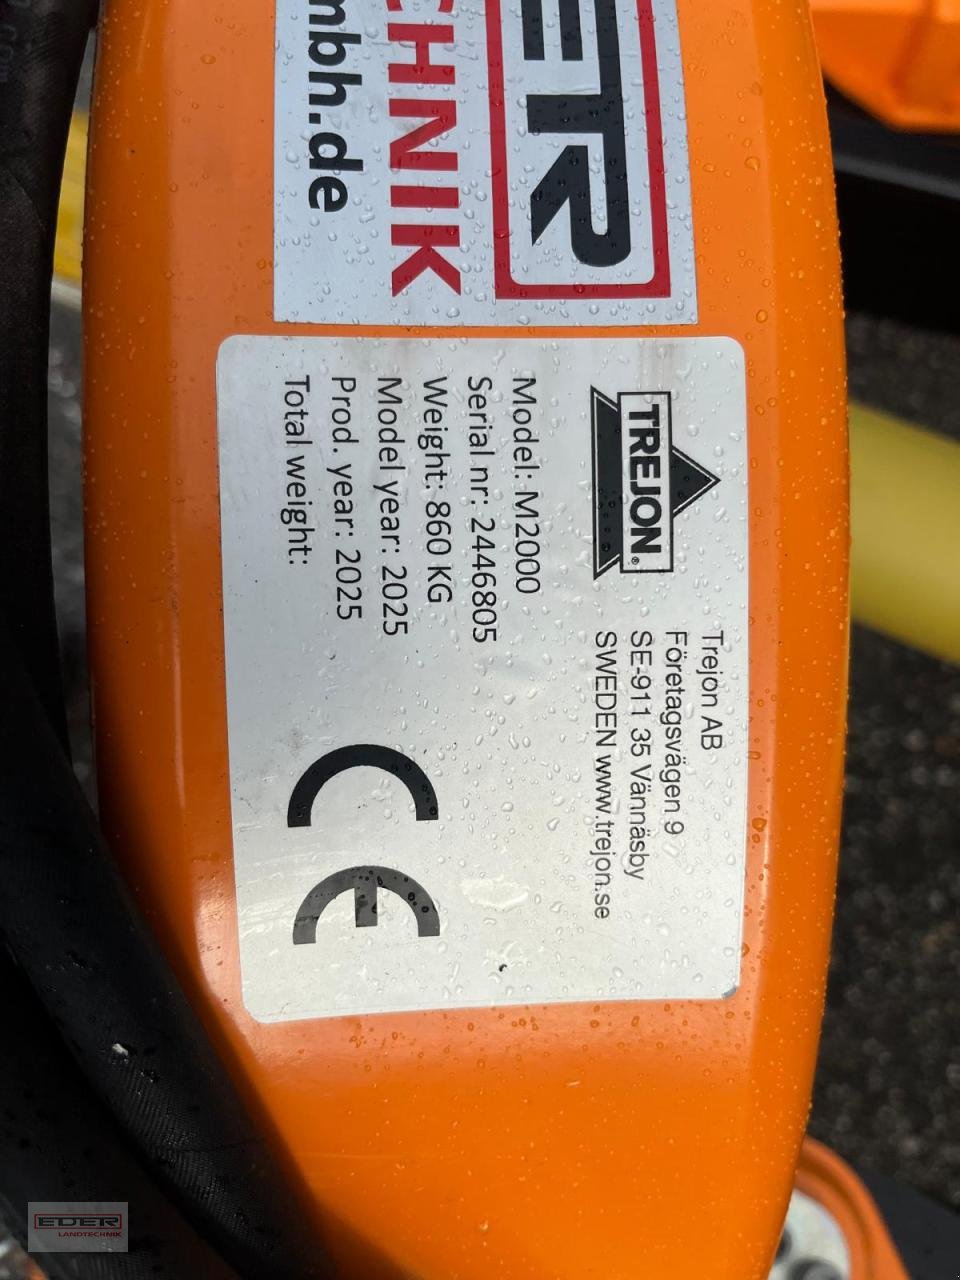 ER
CHNIK
mbh.de
TREJON®
Trejon AB
Företagsvägen 9
SE-911 35 Vännäsby
SWEDEN www.trejon.se
Model: M2000
Serial nr: 2446805
Weight: 860 KG
Model year: 2025
Prod. year: 2025
Total weight:
CE
EDER
LANDTECHNIK